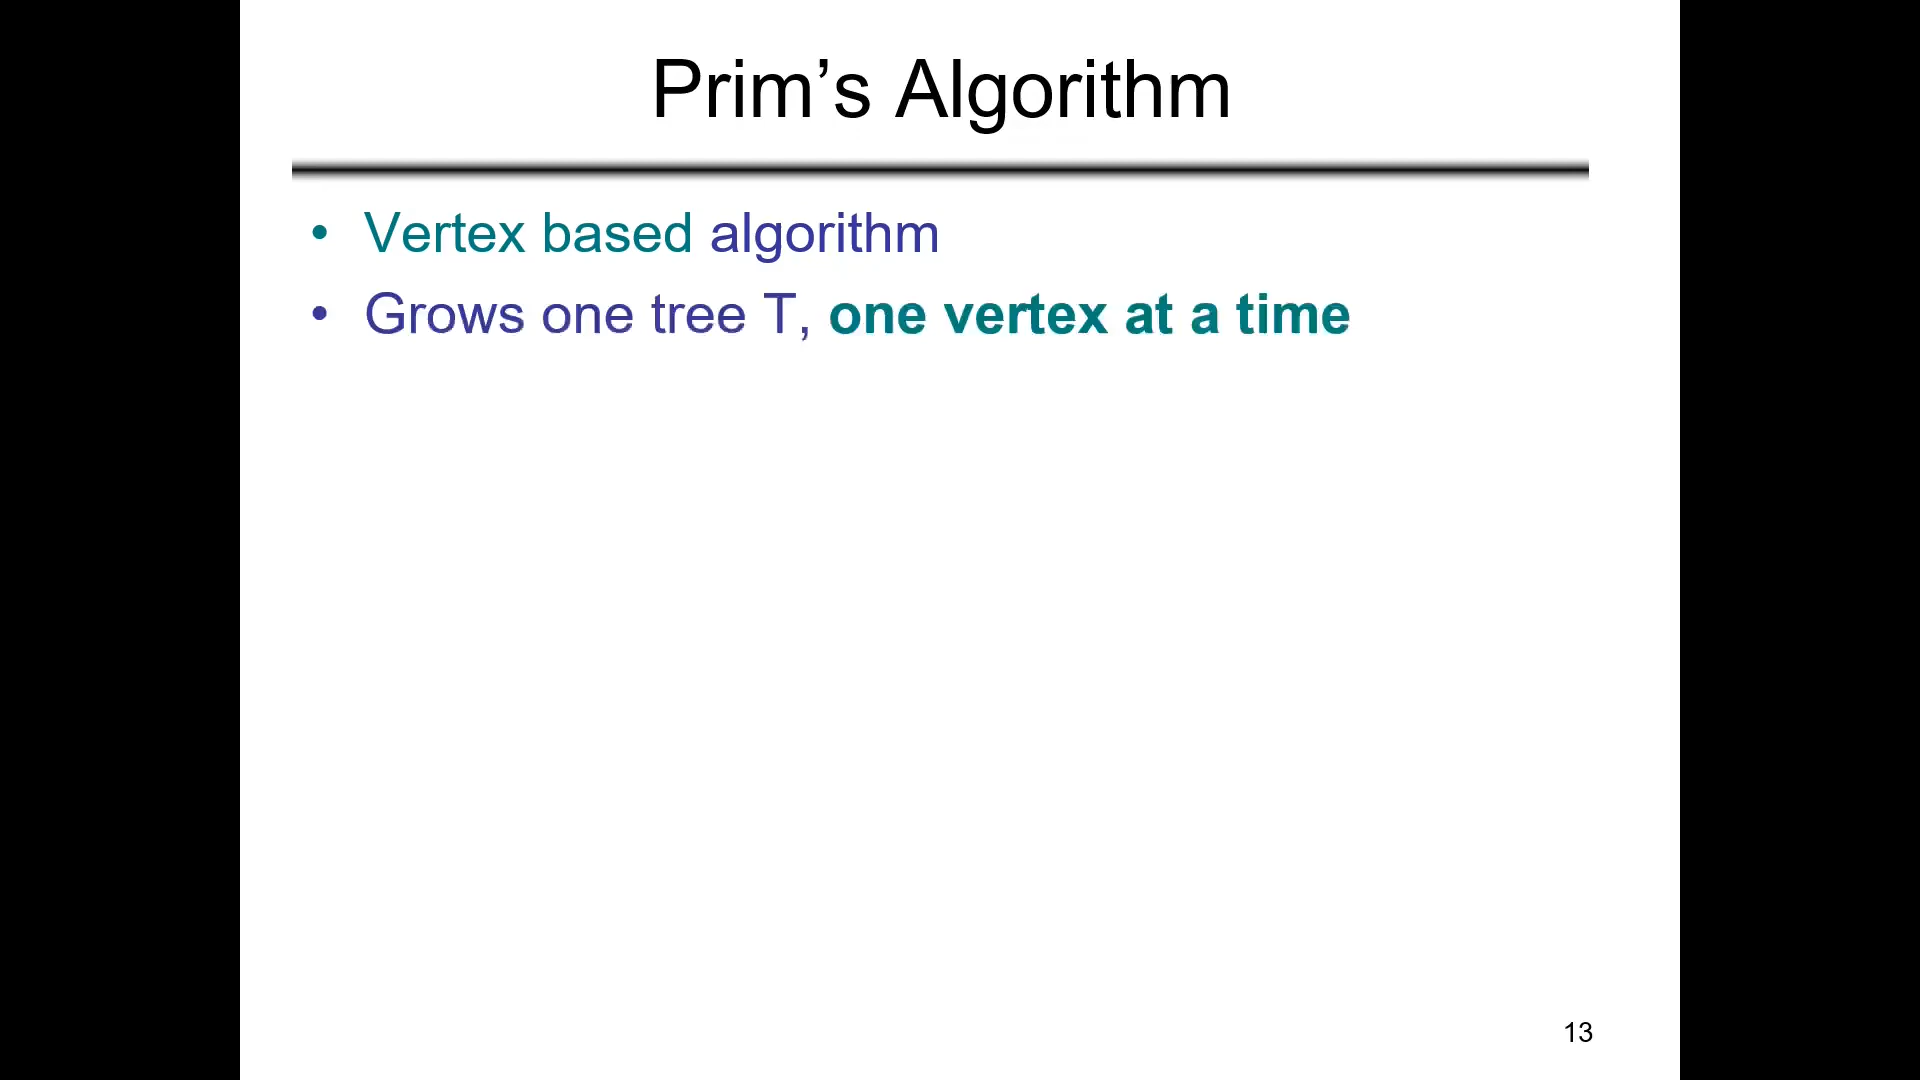 Prim’s Algorithm
• Vertex based algorithm
• Grows one tree T, one vertex at a time
13